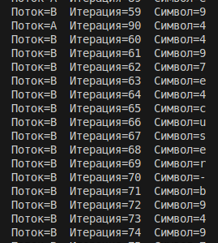 Поток=B Итерация=59 Символ=9
Поток=A Итерация=90 Символ=4
Поток=B Итерация=60 Символ=4
Поток=B Итерация=61 Символ=9
Поток=B Итерация=62 Символ=7
Поток=B Итерация=63 Символ=e
Поток=B Итерация=64 Символ=4
Поток=B Итерация=65 Символ=c
Поток=B Итерация=66 Символ=u
Поток=B Итерация=67 Символ=s
Поток=B Итерация=68 Символ=e
Поток=B Итерация=69 Символ=r
Поток=B Итерация=70 Символ=-
Поток=B Итерация=71 Символ=b
Поток=B Итерация=72 Символ=9
Поток=B Итерация=73 Символ=4
Поток=B Итерация=74 Символ=9